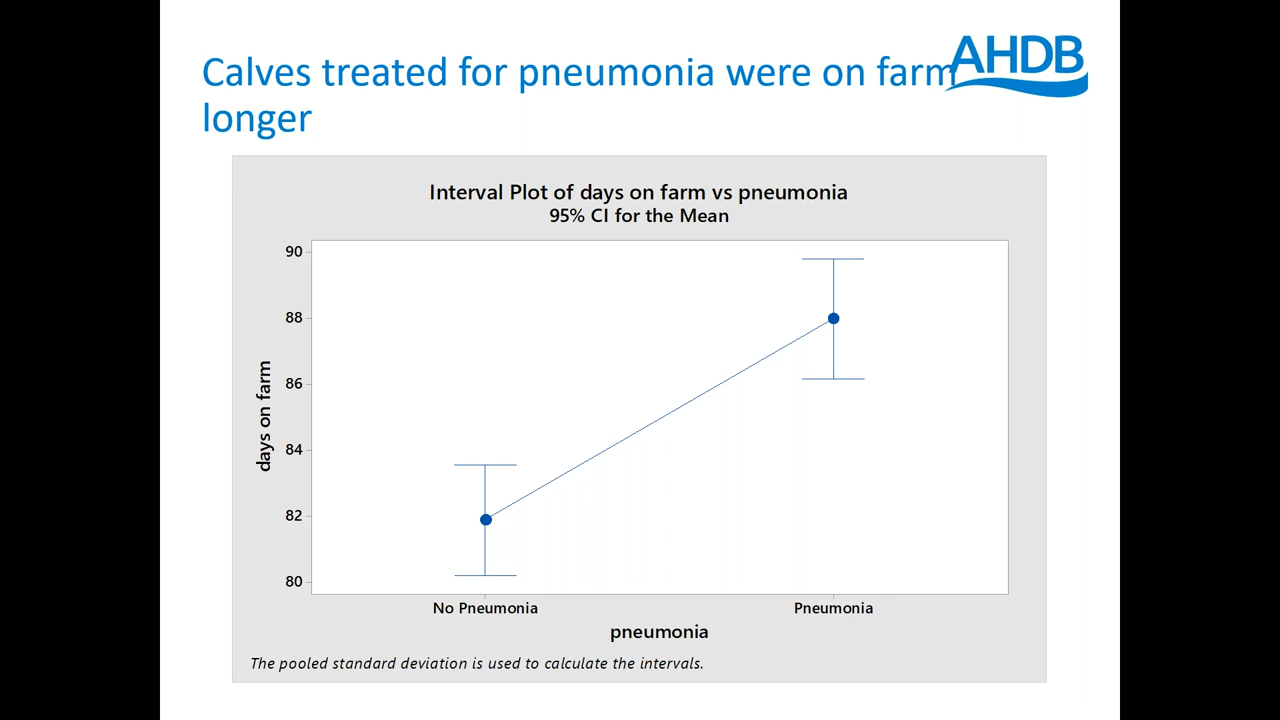 Calves treated for pneumonia were on farm
longer
AHDB
Interval Plot of days on farm vs pneumonia
95% CI for the Mean
90
88
86
84
82
80
days on farm
No Pneumonia Pneumonia
pneumonia
The pooled standard deviation is used to calculate the intervals.